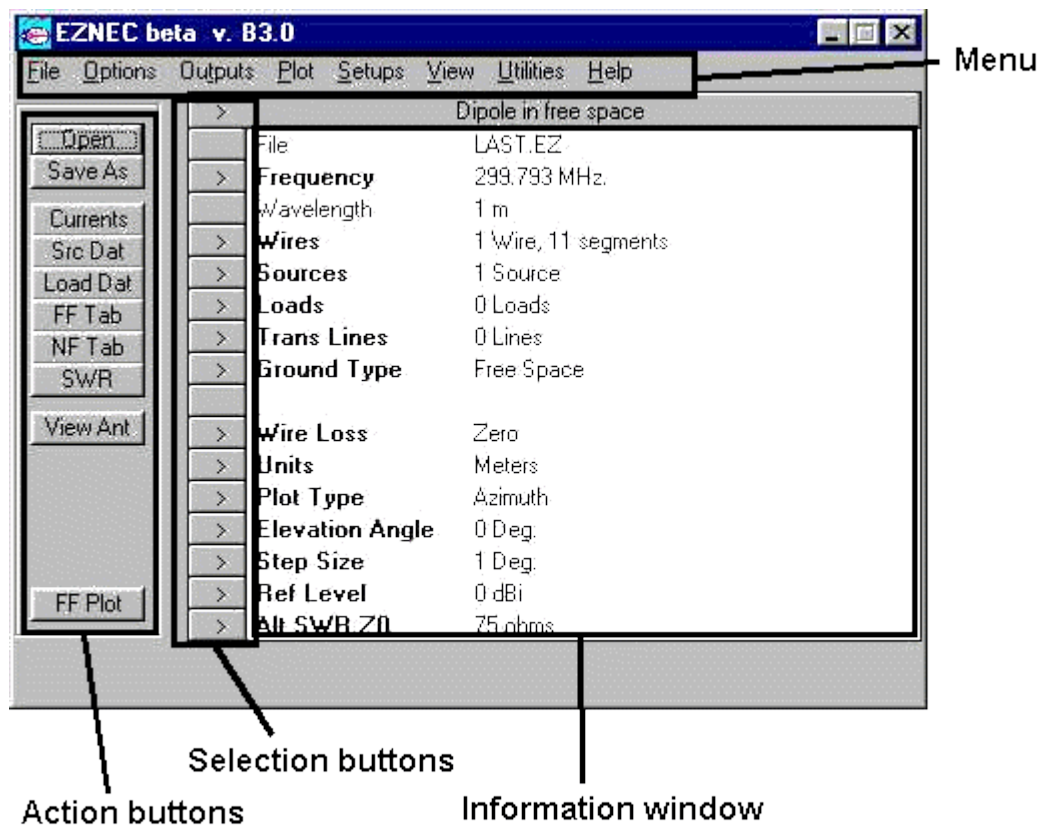 EZNEC beta v. B3.0
File Options Outputs Plot Setups View Utilities Help
Menu
> Dipole in free space
Open
Save As
Currents
Src Dat
Load Dat
FF Tab
NF Tab
SWR
View Ant
FF Plot
File LAST.EZ
> Frequency 299.793 MHz.
Wavelength 1 m
> Wires 1 Wire, 11 segments
> Sources 1 Source
> Loads 0 Loads
> Trans Lines 0 Lines
> Ground Type Free Space
> Wire Loss Zero
> Units Meters
> Plot Type Azimuth
> Elevation Angle 0 Deg.
> Step Size 1 Deg.
> Ref Level 0 dBi
> Alt SWR Z0 75 ohms
Selection buttons
Action buttons
Information window